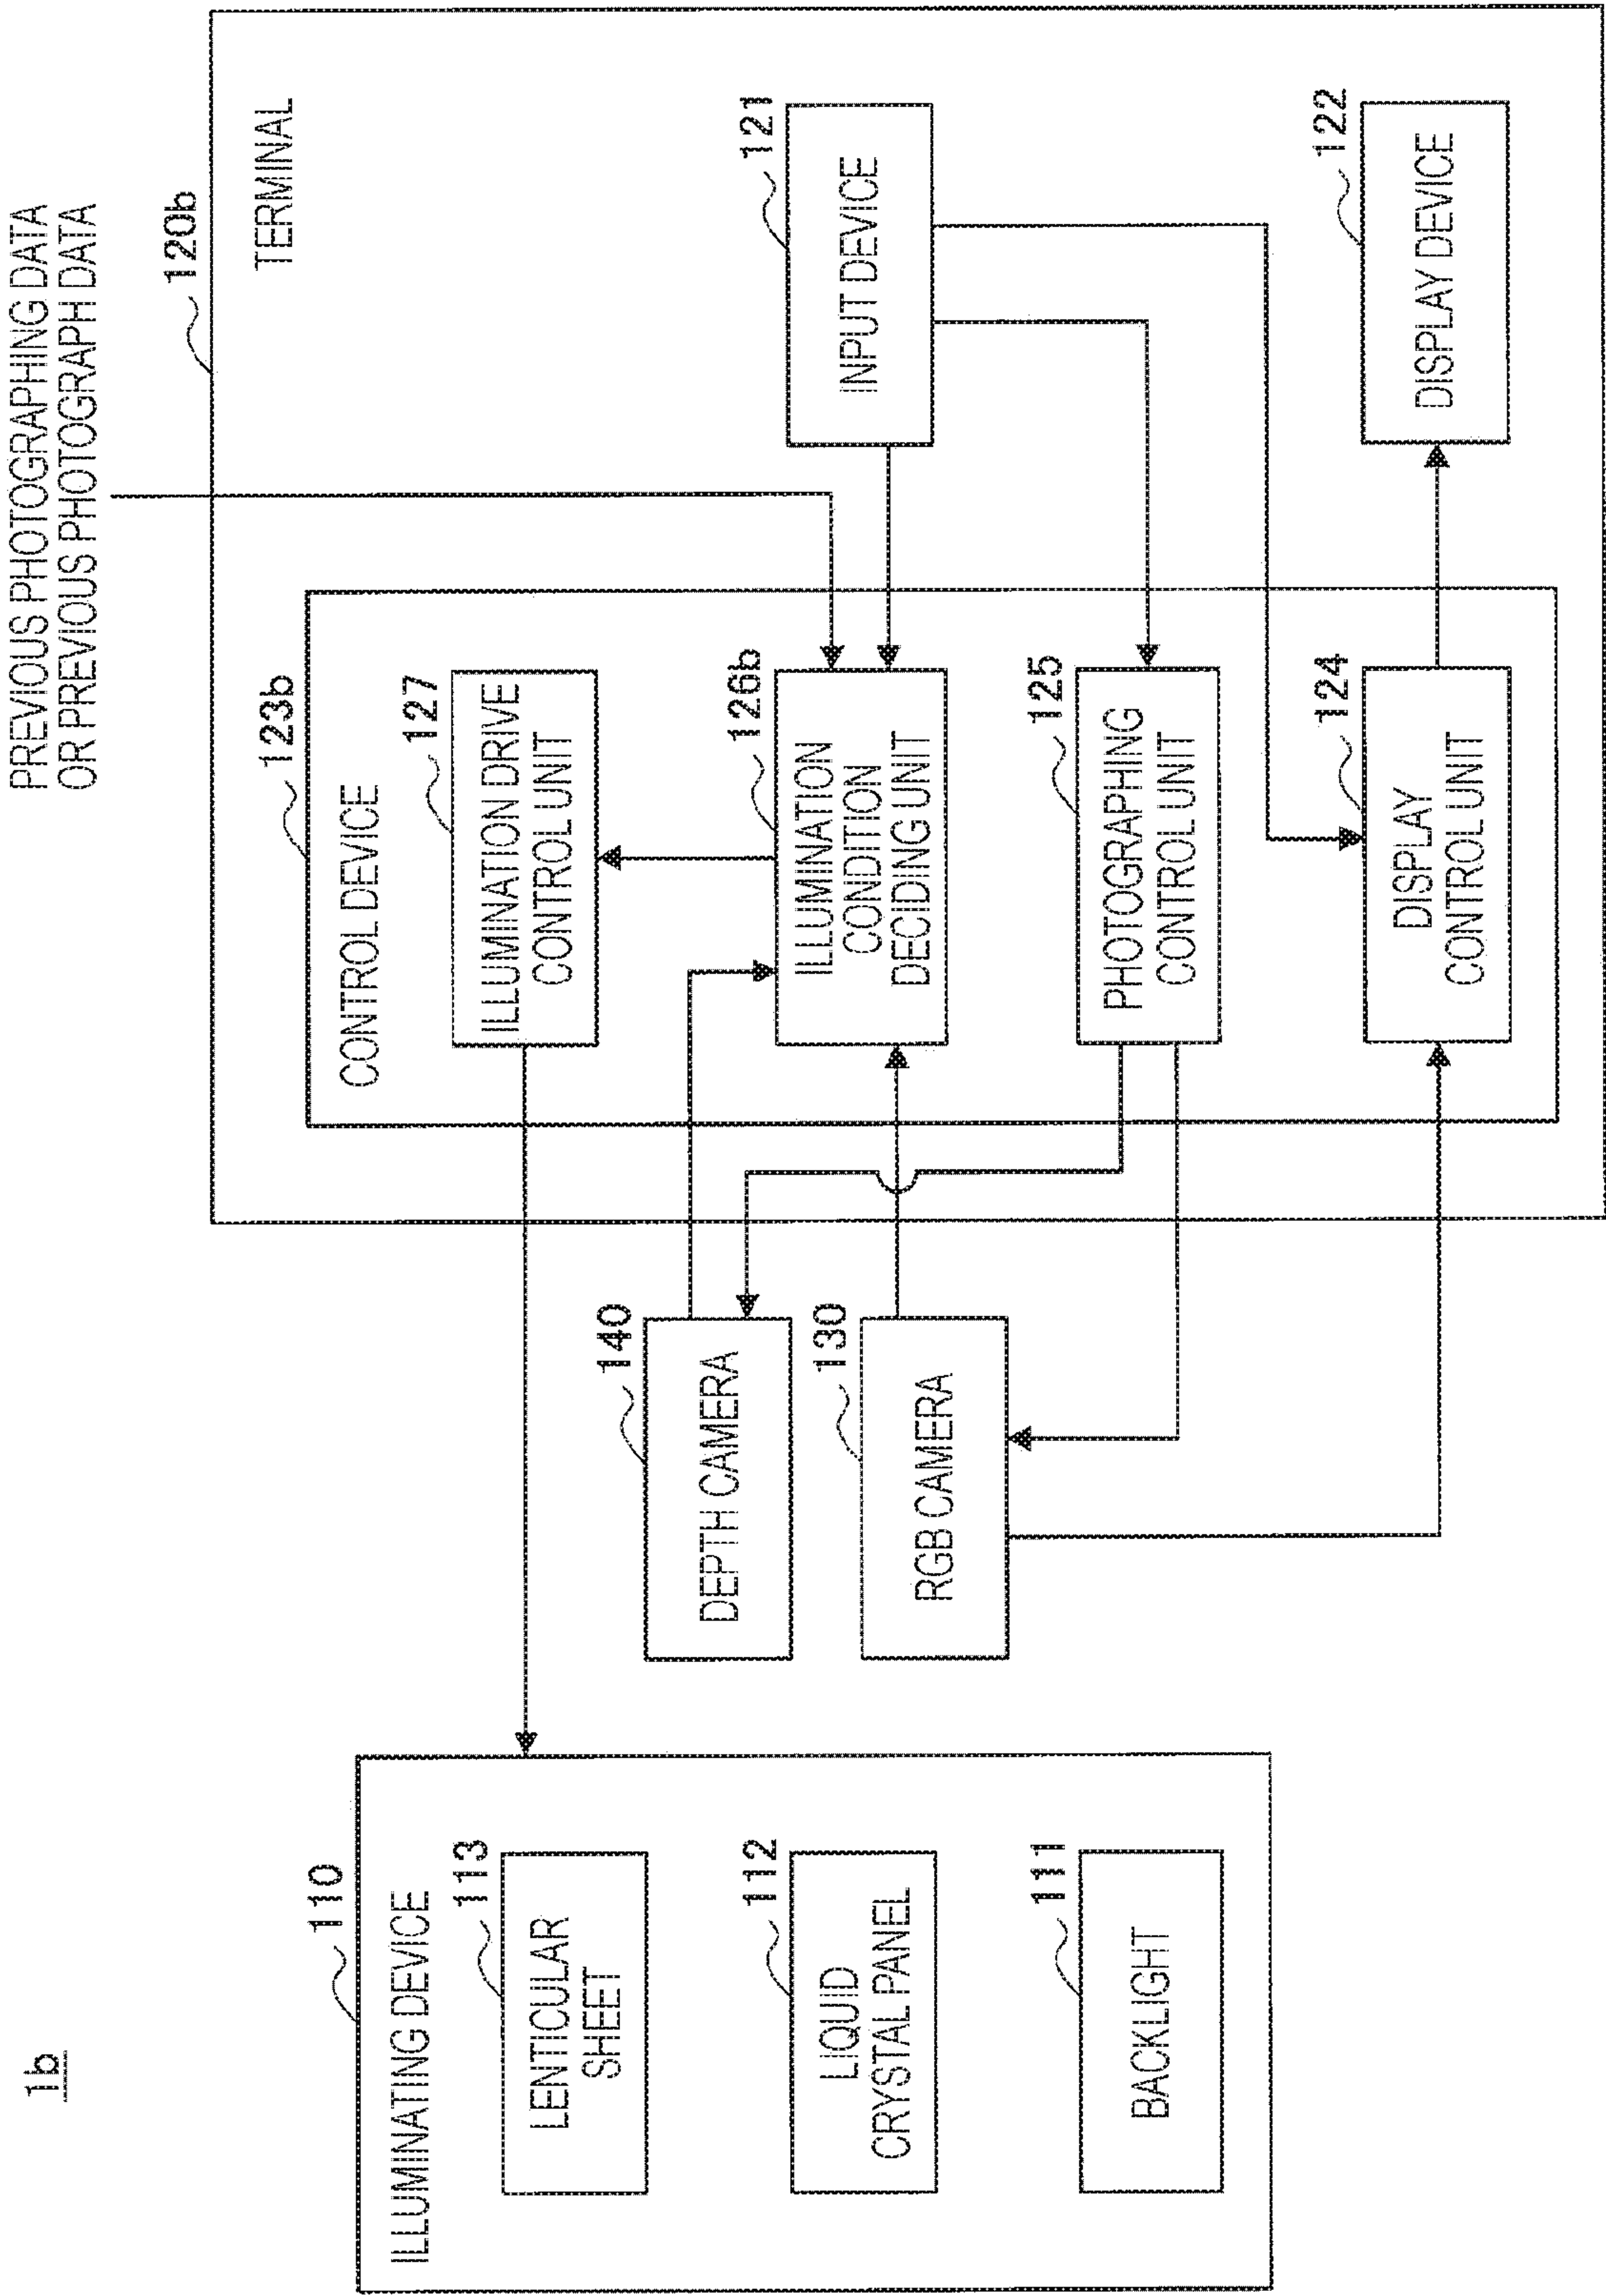 1b
PREVIOUS PHOTOGRAPHING DATA
OR PREVIOUS PHOTOGRAPH DATA
120b
TERMINAL
110
ILLUMINATING DEVICE
113
LENTICULAR
SHEET
112
LIQUID
CRYSTAL PANEL
111
BACKLIGHT
140
DEPTH CAMERA
130
RGB CAMERA
123b
CONTROL DEVICE
127
ILLUMINATION DRIVE
CONTROL UNIT
126b
ILLUMINATION
CONDITION
DECIDING UNIT
125
PHOTOGRAPHING
CONTROL UNIT
124
DISPLAY
CONTROL UNIT
121
INPUT DEVICE
122
DISPLAY DEVICE